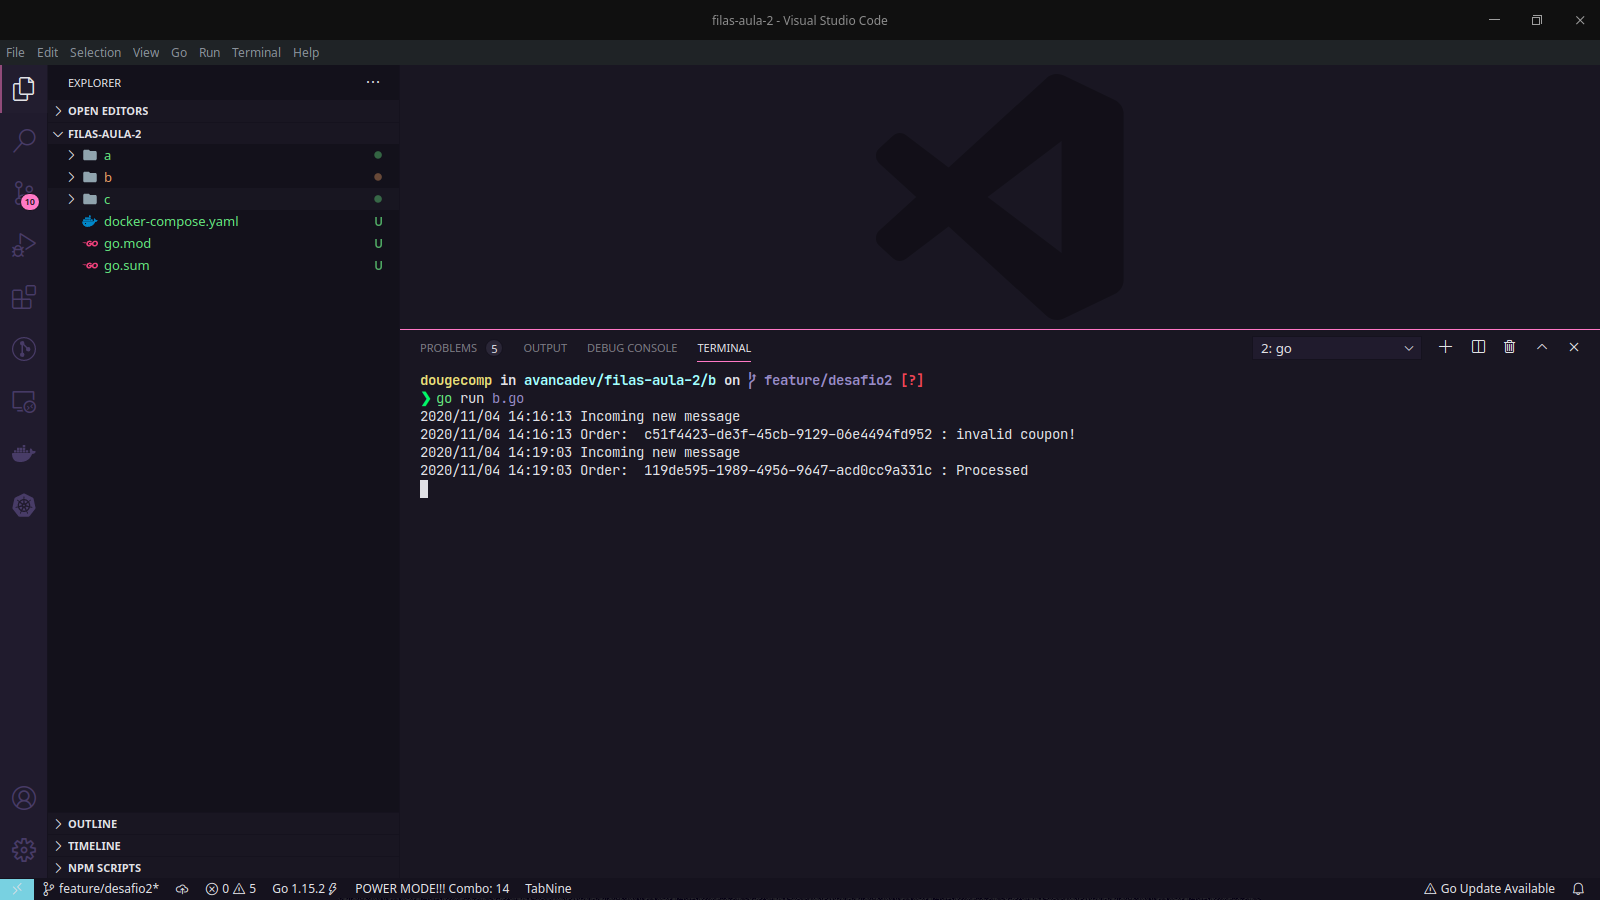 filas-aula-2 - Visual Studio Code
File Edit Selection View Go Run Terminal Help
EXPLORER
OPEN EDITORS
FILAS-AULA-2
a
b
c
docker-compose.yaml U
go.mod U
go.sum U
10
OUTLINE
TIMELINE
NPM SCRIPTS
PROBLEMS 5 OUTPUT DEBUG CONSOLE TERMINAL
2: go
dougecomp in avancadev/filas-aula-2/b on feature/desafio2 [?]
❯ go run b.go
2020/11/04 14:16:13 Incoming new message
2020/11/04 14:16:13 Order:  c51f4423-de3f-45cb-9129-06e4494fd952 : invalid coupon!
2020/11/04 14:19:03 Incoming new message
2020/11/04 14:19:03 Order:  119de595-1989-4956-9647-acd0cc9a331c : Processed
feature/desafio2* 0 5 Go 1.15.2 POWER MODE!!! Combo: 14 TabNine Go Update Available